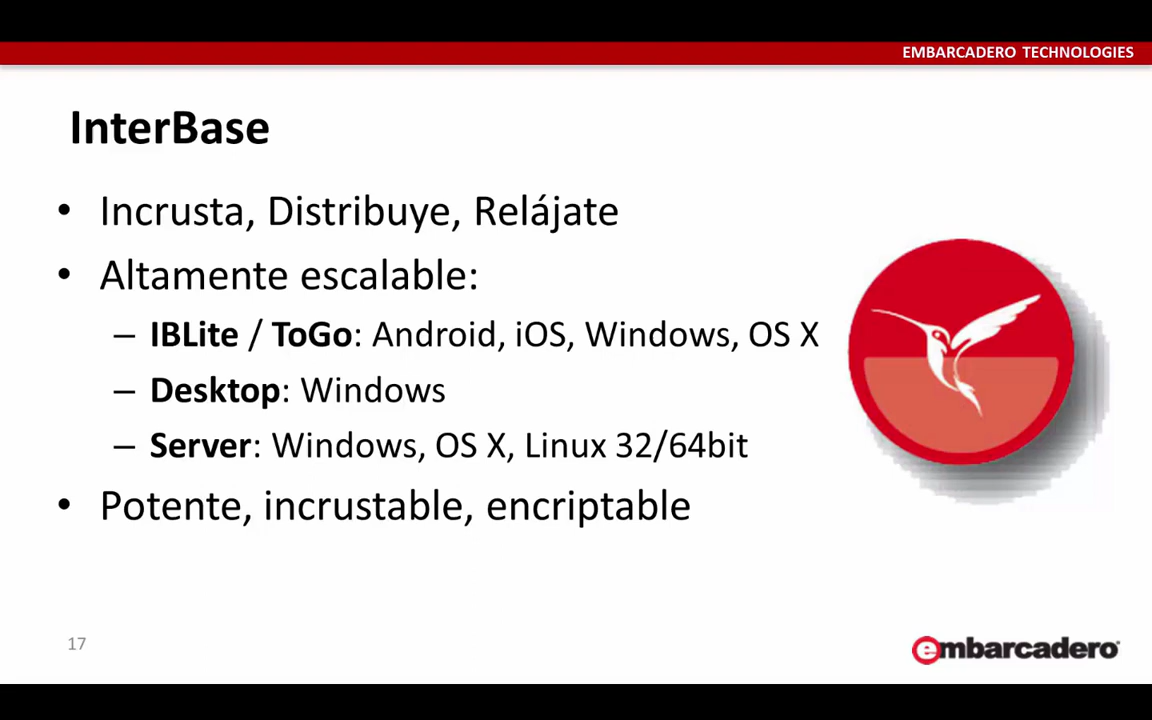 EMBARCADERO TECHNOLOGIES
InterBase
• Incrusta, Distribuye, Relájate
• Altamente escalable:
– IBLite / ToGo: Android, iOS, Windows, OS X
– Desktop: Windows
– Server: Windows, OS X, Linux 32/64bit
• Potente, incrustable, encriptable
17
embarcadero